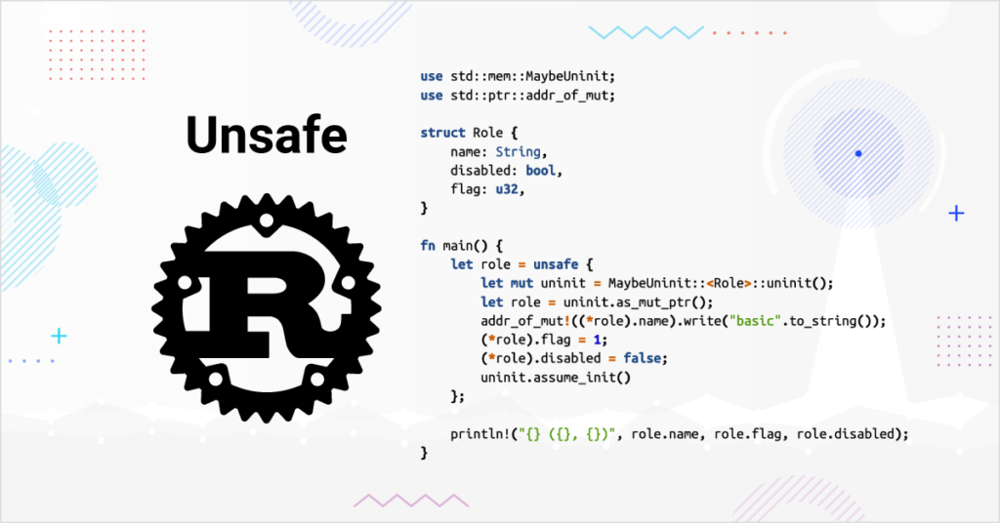 Unsafe
R
use std::mem::MaybeUninit;
use std::ptr::addr_of_mut;
struct Role {
    name: String,
    disabled: bool,
    flag: u32,
}
fn main() {
    let role = unsafe {
        let mut uninit = MaybeUninit::<Role>::uninit();
        let role = uninit.as_mut_ptr();
        addr_of_mut!((*role).name).write("basic".to_string());
        (*role).flag = 1;
        (*role).disabled = false;
        uninit.assume_init()
    };
    println!("{} ({}, {})", role.name, role.flag, role.disabled);
}